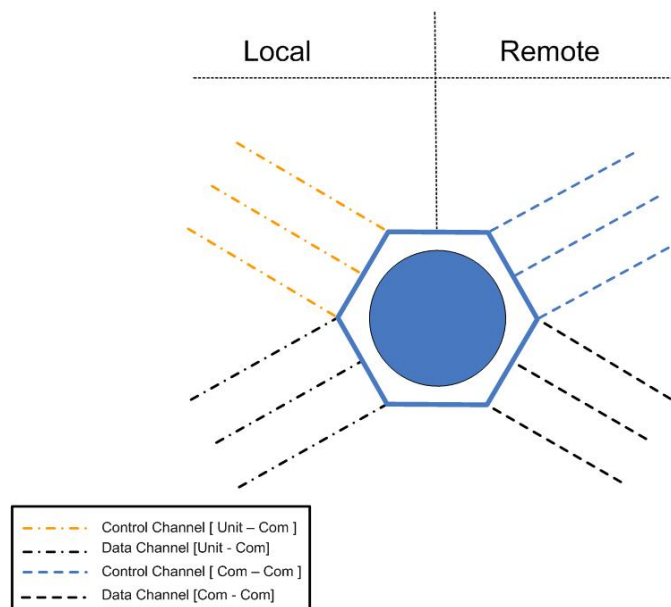 Local
Remote
Control Channel [ Unit – Com ]
Data Channel [Unit - Com]
Control Channel [ Com – Com ]
Data Channel [Com - Com]